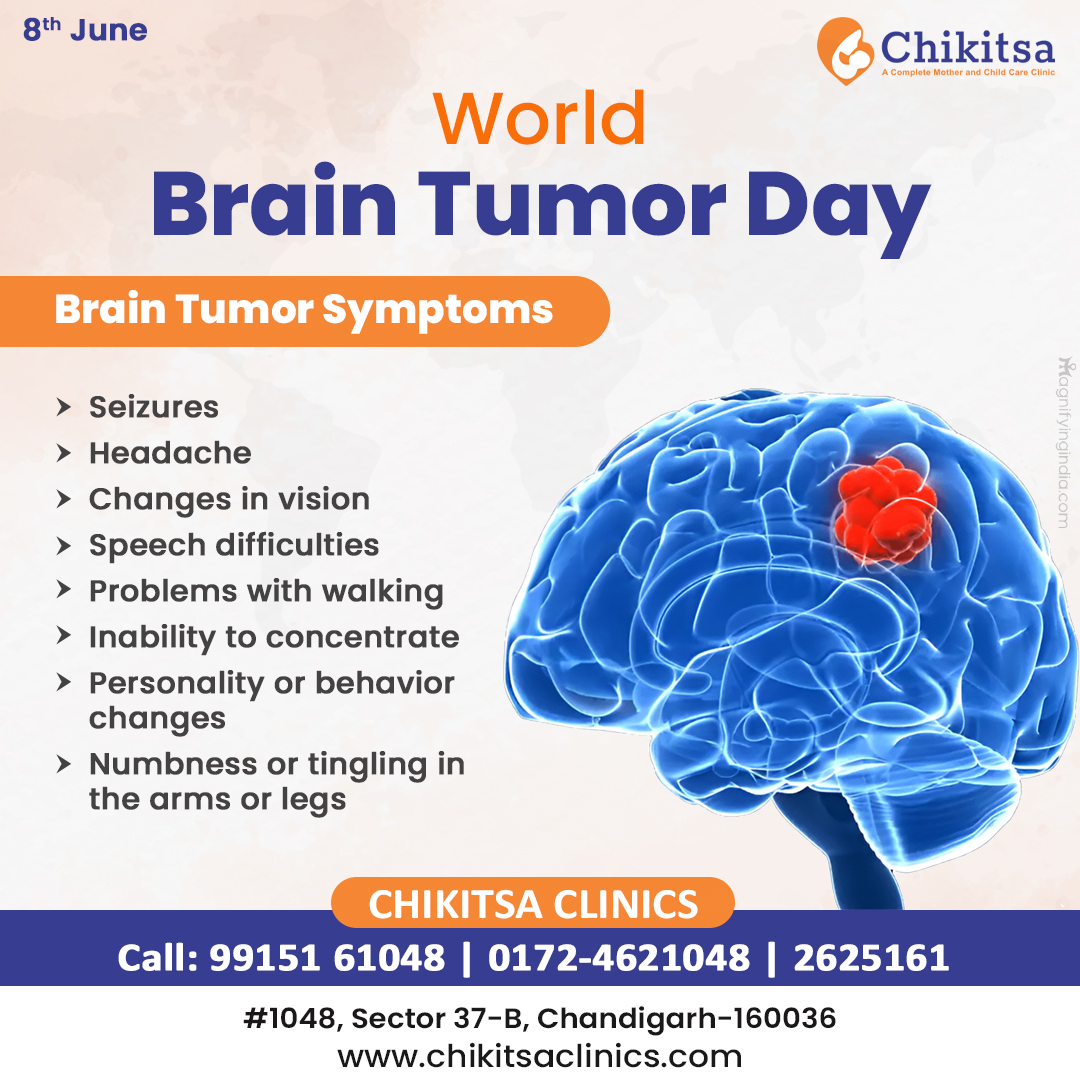 8th June
Chikitsa
A Complete Mother and Child Care Clinic
World
Brain Tumor Day
Brain Tumor Symptoms
➤ Seizures
➤ Headache
➤ Changes in vision
➤ Speech difficulties
➤ Problems with walking
➤ Inability to concentrate
➤ Personality or behavior
changes
➤ Numbness or tingling in
the arms or legs
Magnifyingindia.com
CHIKITSA CLINICS
Call: 99151 61048 | 0172-4621048 | 2625161
#1048, Sector 37-B, Chandigarh-160036
www.chikitsaclinics.com